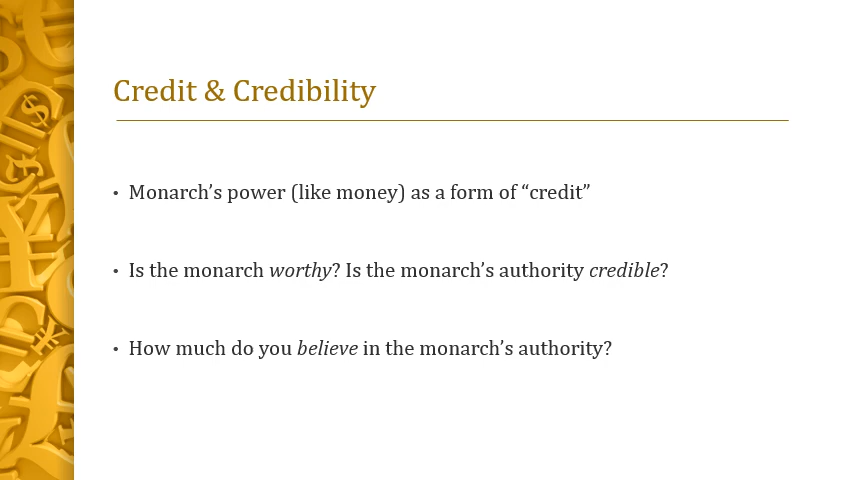 Credit & Credibility
• Monarch’s power (like money) as a form of “credit”
• Is the monarch worthy? Is the monarch’s authority credible?
• How much do you believe in the monarch’s authority?